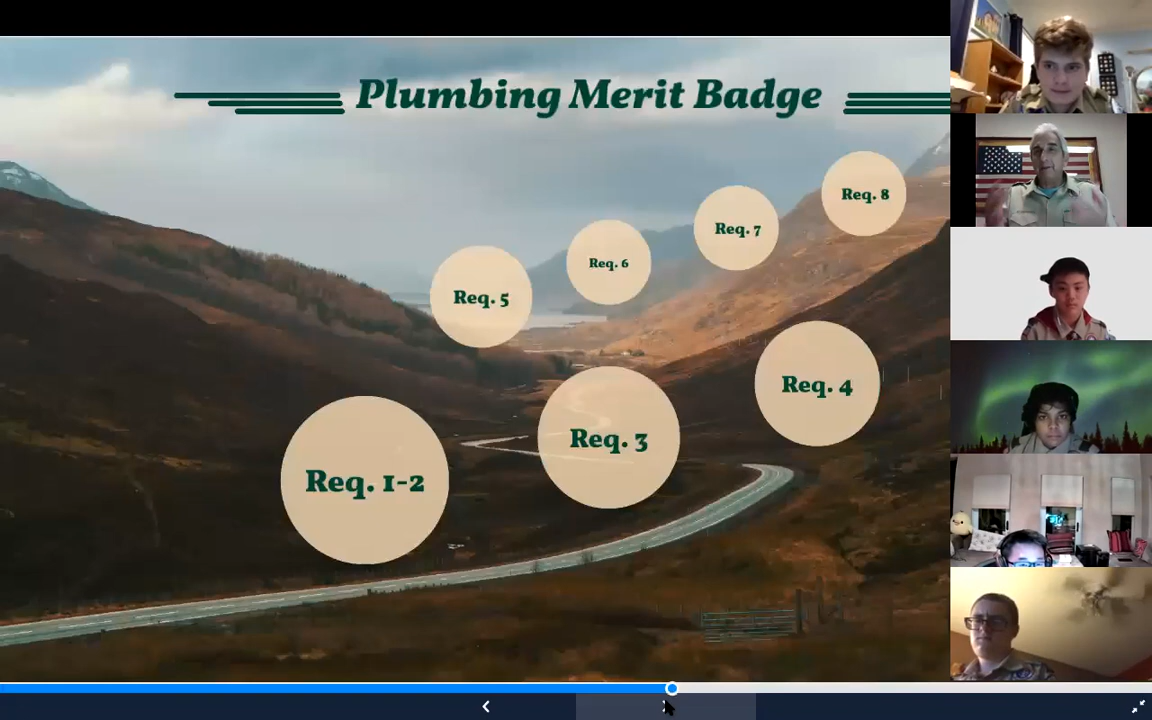 Plumbing Merit Badge
Req. 8
Req. 7
Req. 6
Req. 5
Req. 4
Req. 3
Req. 1-2